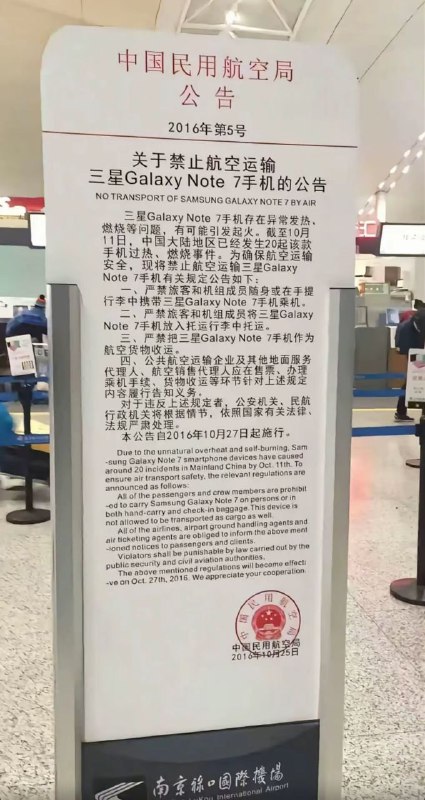 中国民用航空局
公告
2016年第5号
关于禁止航空运输
三星Galaxy Note 7手机的公告
NO TRANSPORT OF SAMSUNG GALAXY NOTE 7 BY AIR
三星Galaxy Note 7手机存在异常发热、
燃烧等问题，有可能引发起火。截至10月
11日，中国大陆地区已经发生20起该款
手机过热、燃烧事件。为确保航空运输
安全，现将禁止航空运输三星Galaxy
Note 7手机有关规定公告如下：
一、严禁旅客和机组成员随身或在手提
行李中携带三星Galaxy Note 7手机乘机。
二、严禁旅客和机组成员将三星Galaxy
Note 7手机放入托运行李中托运。
三、严禁把三星Galaxy Note 7手机作为
航空货物收运。
四、公共航空运输企业及其他地面服务
代理人、航空销售代理人应在售票、办理
乘机手续、货物收运等环节针对上述规定
内容履行告知义务。
对于违反上述规定者，公安机关、民航
行政机关将根据情节，依照国家有关法律、
法规严肃处理。
本公告自2016年10月27日起施行。
Due to the unnatural overheat and self-burning, Sam
-sung Galaxy Note 7 smartphone devices have caused
around 20 incidents in Mainland China by Oct. 11th. To
ensure air transport safety, the relevant regulations are
announced as follows:
All of the passengers and crew members are prohibit
-ed to carry Samsung Galaxy Note 7 on persons or in
both hand-carry and check-in baggage. This device is
not allowed to be transported as cargo as well.
All of the airlines, airport ground handling agents and
air ticketing agents are obliged to inform the above ment
-ioned notices to passengers and clients.
Violators shall be punishable by law carried out by the
public security and civil aviation authorities.
The above mentioned regulations will become effecti
-ve on Oct. 27th, 2016. We appreciate your cooperation.
中国民用航空局
中国民用航空局
2016年10月25日
南京禄口國際機場
International Airport